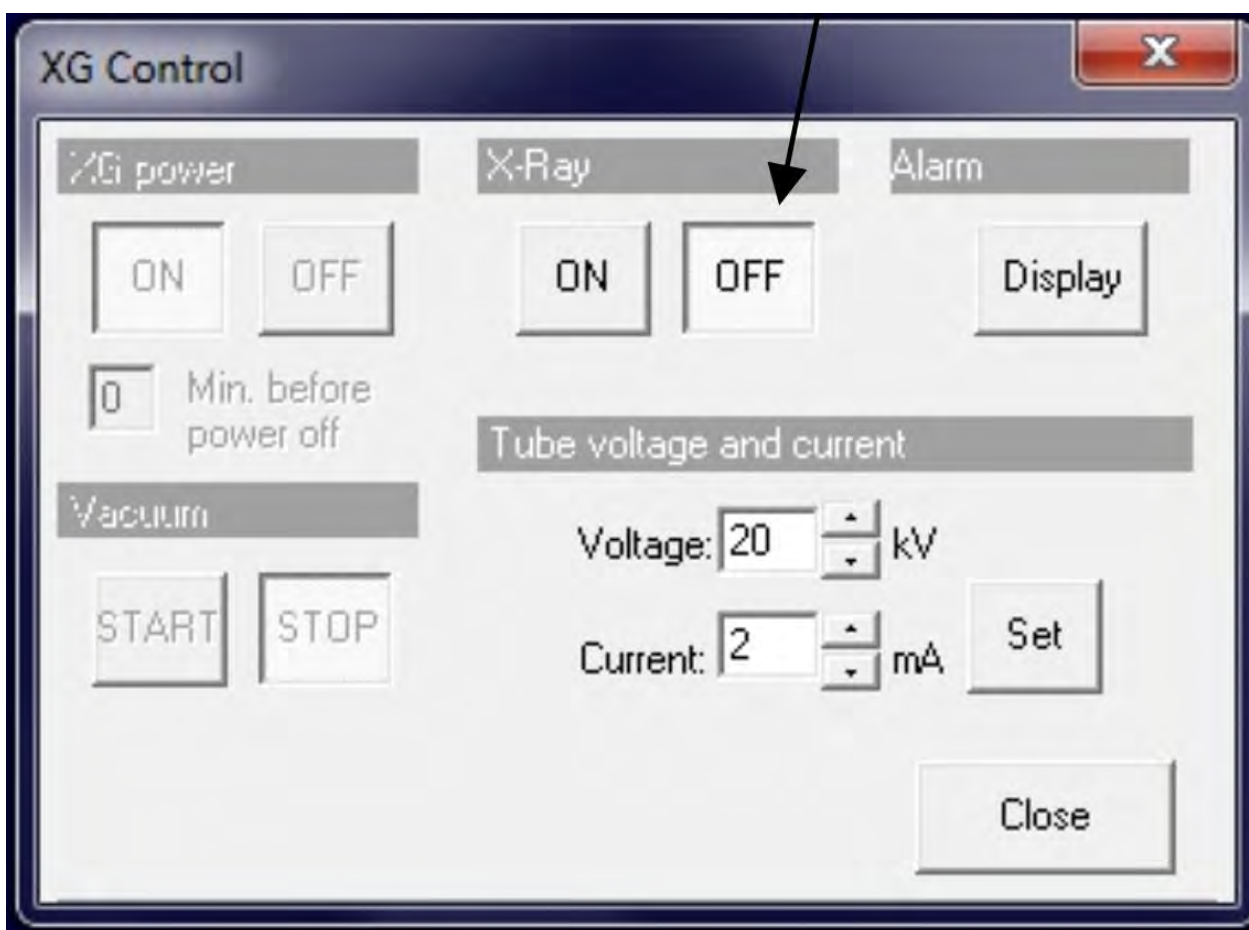 XG Control
XG power
X-Ray
Alarm
ON
OFF
ON
OFF
Display
0
Min. before
power off
Tube voltage and current
Vacuum
Voltage: 20 kV
START
STOP
Current: 2 mA
Set
Close